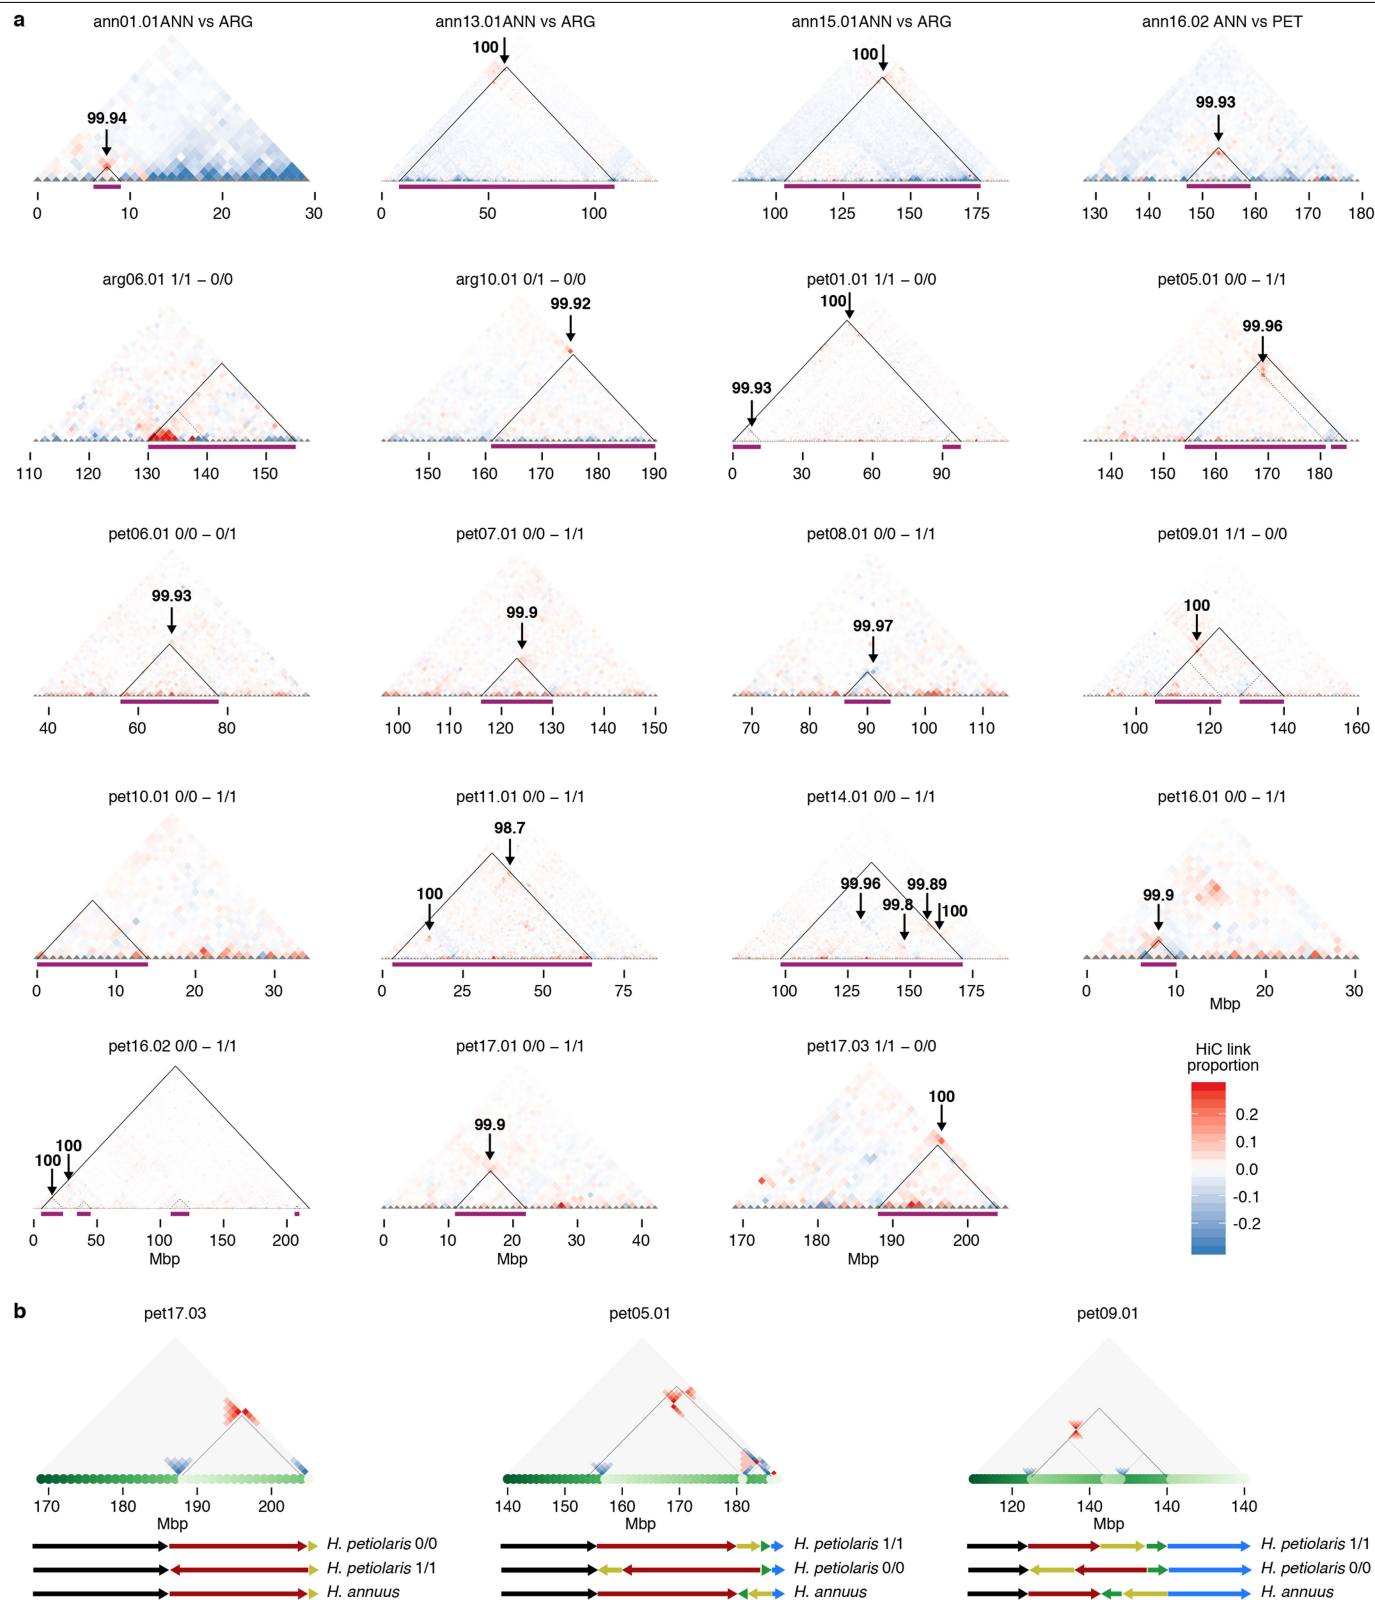 a
ann01.01ANN vs ARG
ann13.01ANN vs ARG
ann15.01ANN vs ARG
ann16.02 ANN vs PET
99.94
100
100
99.93
0 10 20 30
0 50 100
100 125 150 175
130 140 150 160 170 180
arg06.01 1/1 – 0/0
arg10.01 0/1 – 0/0
pet01.01 1/1 – 0/0
pet05.01 0/0 – 1/1
99.92
100
99.93
99.96
110 120 130 140 150
150 160 170 180 190
0 30 60 90
140 150 160 170 180
pet06.01 0/0 – 0/1
pet07.01 0/0 – 1/1
pet08.01 0/0 – 1/1
pet09.01 1/1 – 0/0
99.93
99.9
99.97
100
40 60 80
100 110 120 130 140 150
70 80 90 100 110
100 120 140 160
pet10.01 0/0 – 1/1
pet11.01 0/0 – 1/1
pet14.01 0/0 – 1/1
pet16.01 0/0 – 1/1
98.7
100
99.96
99.89
99.8
100
99.9
0 10 20 30
0 25 50 75
100 125 150 175
0 10 20 30
Mbp
pet16.02 0/0 – 1/1
pet17.01 0/0 – 1/1
pet17.03 1/1 – 0/0
HiC link
proportion
100
100
99.9
100
0.2
0.1
0.0
-0.1
-0.2
0 50 100 150 200
Mbp
0 10 20 30 40
Mbp
170 180 190 200
Mbp
b
pet17.03
pet05.01
pet09.01
170 180 190 200
Mbp
140 150 160 170 180
Mbp
120 140 140 140
Mbp
H. petiolaris 0/0
H. petiolaris 1/1
H. annuus
H. petiolaris 1/1
H. petiolaris 0/0
H. annuus
H. petiolaris 1/1
H. petiolaris 0/0
H. annuus